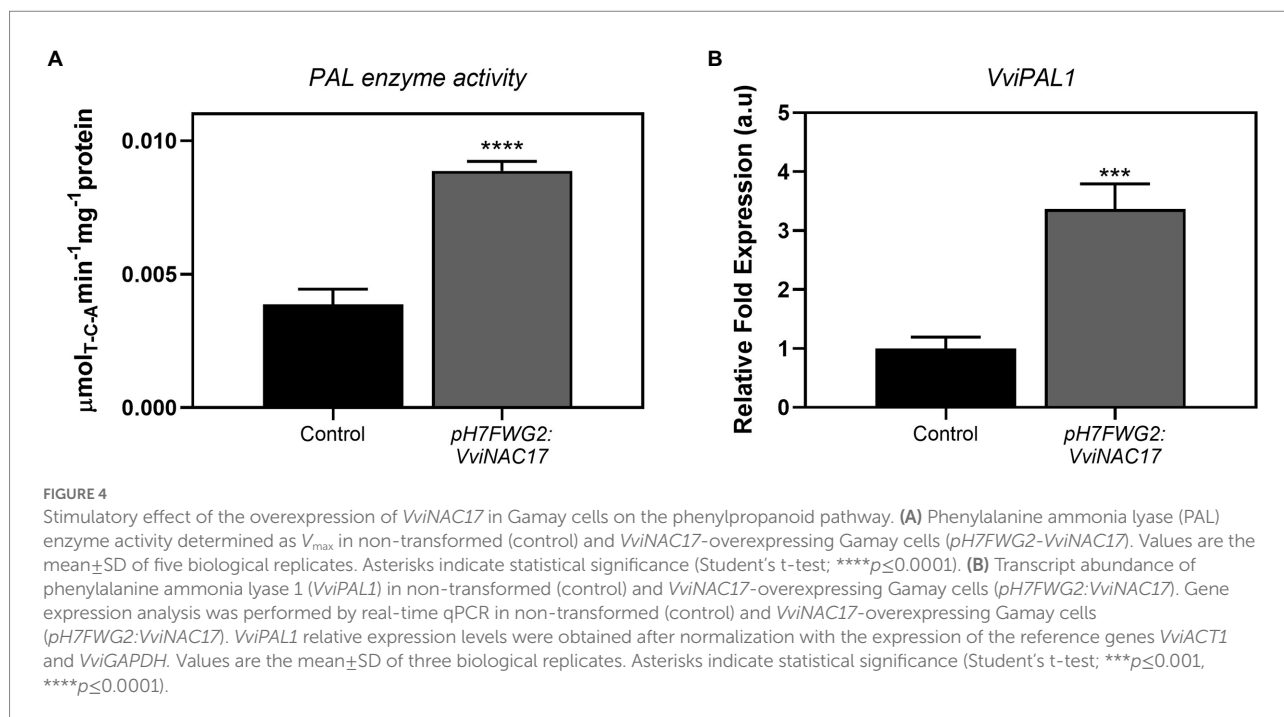 A
PAL enzyme activity
μmolT-C-Amin-1mg-1protein
0.010
0.005
0.000
****
Control
pH7FWG2:
VviNAC17
B
VviPAL1
Relative Fold Expression (a.u)
5
4
3
2
1
0
***
Control
pH7FWG2:
VviNAC17
FIGURE 4
Stimulatory effect of the overexpression of VviNAC17 in Gamay cells on the phenylpropanoid pathway. (A) Phenylalanine ammonia lyase (PAL)
enzyme activity determined as Vmax in non-transformed (control) and VviNAC17-overexpressing Gamay cells (pH7FWG2-VviNAC17). Values are the
mean±SD of five biological replicates. Asterisks indicate statistical significance (Student's t-test; ****p≤0.0001). (B) Transcript abundance of
phenylalanine ammonia lyase 1 (VviPAL1) in non-transformed (control) and VviNAC17-overexpressing Gamay cells (pH7FWG2:VviNAC17). Gene
expression analysis was performed by real-time qPCR in non-transformed (control) and VviNAC17-overexpressing Gamay cells
(pH7FWG2:VviNAC17). VviPAL1 relative expression levels were obtained after normalization with the expression of the reference genes VviACT1
and VviGAPDH. Values are the mean±SD of three biological replicates. Asterisks indicate statistical significance (Student's t-test; ***p≤0.001,
****p≤0.0001).